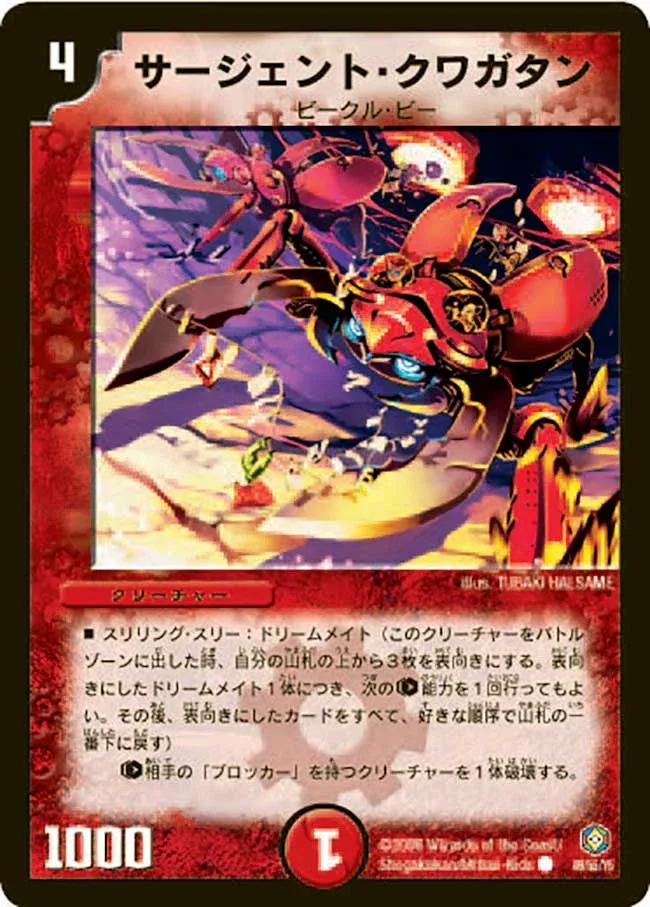 4
サージェント・クワガタン
ビークル・ビー
illus. TUBAKI HALSAME
クリーチャー
■ スリリング・スリー：ドリームメイト（このクリーチャーをバトル
ゾーンに出した時、自分の山札の上から3枚を表向きにする。表向
きにしたドリームメイト1体につき、次の 能力を1回行ってもよ
い。その後、表向きにしたカードをすべて、好きな順序で山札の一
番下に戻す）
相手の「ブロッカー」を持つクリーチャーを1体破壊する。
1000
1
Wizards of the Coast/
Shogakukan/Mitsui-Kids